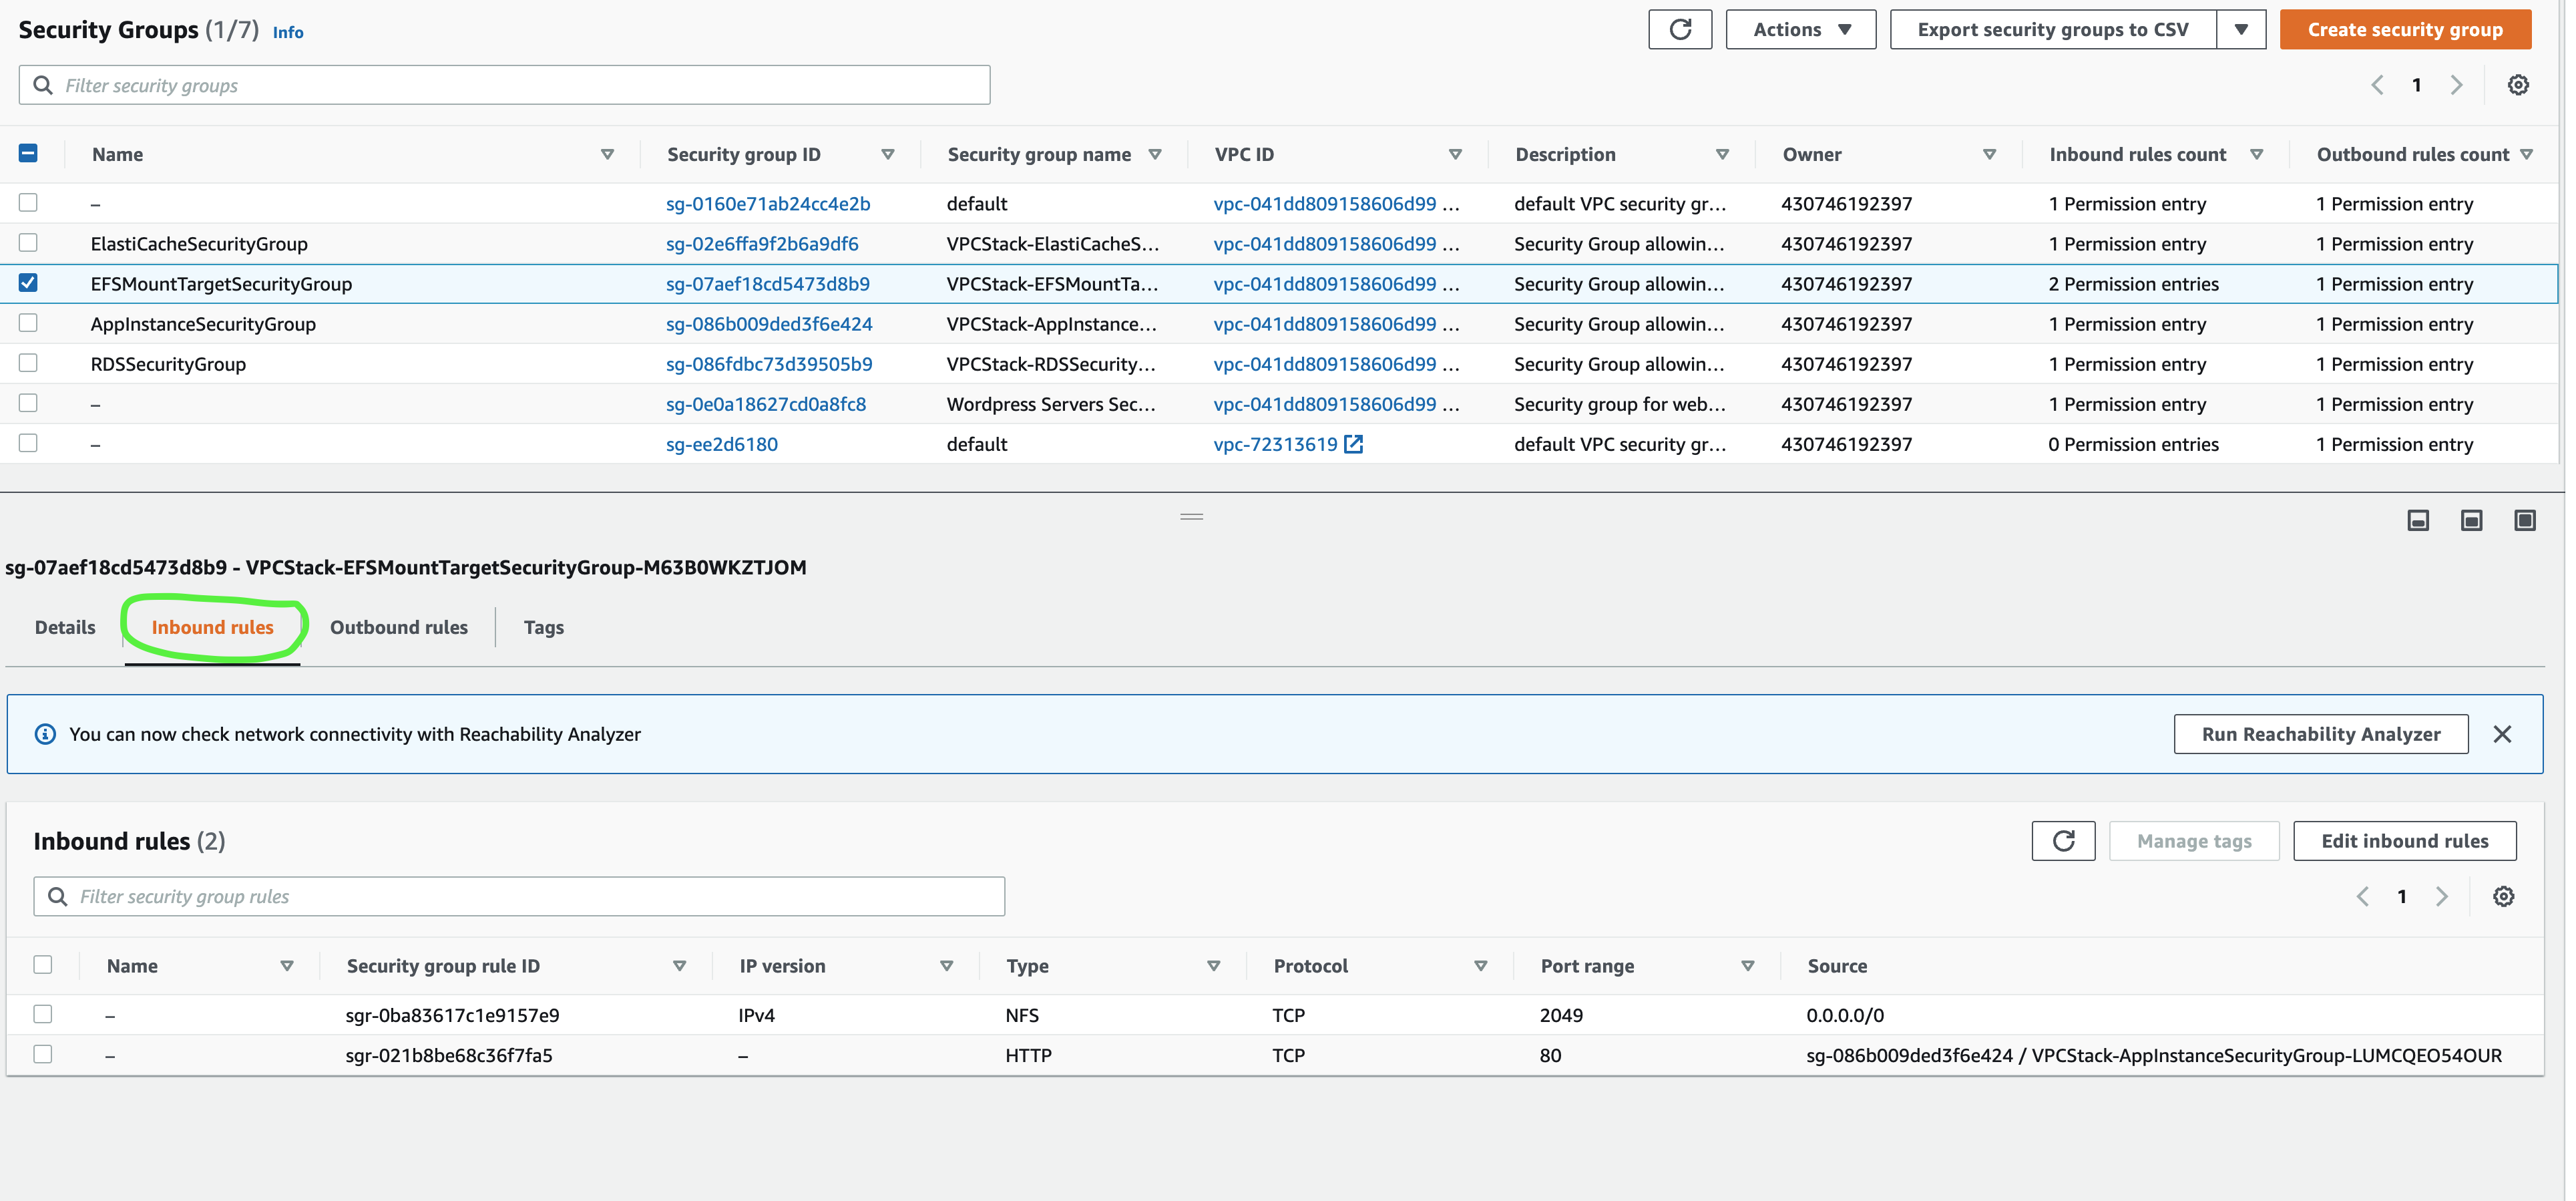 Security Groups (1/7) Info
Actions
Export security groups to CSV
Create security group
Filter security groups
1
Name Security group ID Security group name VPC ID Description Owner Inbound rules count Outbound rules count
– sg-0160e71ab24cc4e2b default vpc-041dd809158606d99 ... default VPC security gr... 430746192397 1 Permission entry 1 Permission entry
ElastiCacheSecurityGroup sg-02e6ffa9f2b6a9df6 VPCStack-ElastiCacheS... vpc-041dd809158606d99 ... Security Group allowin... 430746192397 1 Permission entry 1 Permission entry
EFSMountTargetSecurityGroup sg-07aef18cd5473d8b9 VPCStack-EFSMountTa... vpc-041dd809158606d99 ... Security Group allowin... 430746192397 2 Permission entries 1 Permission entry
AppInstanceSecurityGroup sg-086b009ded3f6e424 VPCStack-AppInstance... vpc-041dd809158606d99 ... Security Group allowin... 430746192397 1 Permission entry 1 Permission entry
RDSSecurityGroup sg-086fdbc73d39505b9 VPCStack-RDSSecurity... vpc-041dd809158606d99 ... Security Group allowin... 430746192397 1 Permission entry 1 Permission entry
– sg-0e0a18627cd0a8fc8 Wordpress Servers Sec... vpc-041dd809158606d99 ... Security group for web... 430746192397 1 Permission entry 1 Permission entry
– sg-ee2d6180 default vpc-72313619 default VPC security gr... 430746192397 0 Permission entries 1 Permission entry
sg-07aef18cd5473d8b9 - VPCStack-EFSMountTargetSecurityGroup-M63B0WKZTJOM
Details Inbound rules Outbound rules Tags
You can now check network connectivity with Reachability Analyzer
Run Reachability Analyzer
Inbound rules (2)
Manage tags
Edit inbound rules
Filter security group rules
1
Name Security group rule ID IP version Type Protocol Port range Source
– sgr-0ba83617c1e9157e9 IPv4 NFS TCP 2049 0.0.0.0/0
– sgr-021b8be68c36f7fa5 – HTTP TCP 80 sg-086b009ded3f6e424 / VPCStack-AppInstanceSecurityGroup-LUMCQEO54OUR